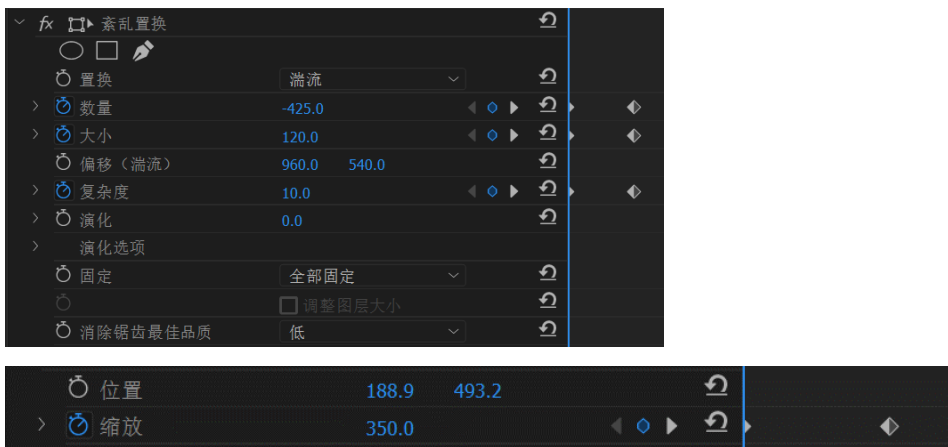 fx 紊乱置换
置换 湍流
数量 -425.0
大小 120.0
偏移（湍流） 960.0 540.0
复杂度 10.0
演化 0.0
演化选项
固定 全部固定
调整图层大小
消除锯齿最佳品质 低
位置 188.9 493.2
缩放 350.0